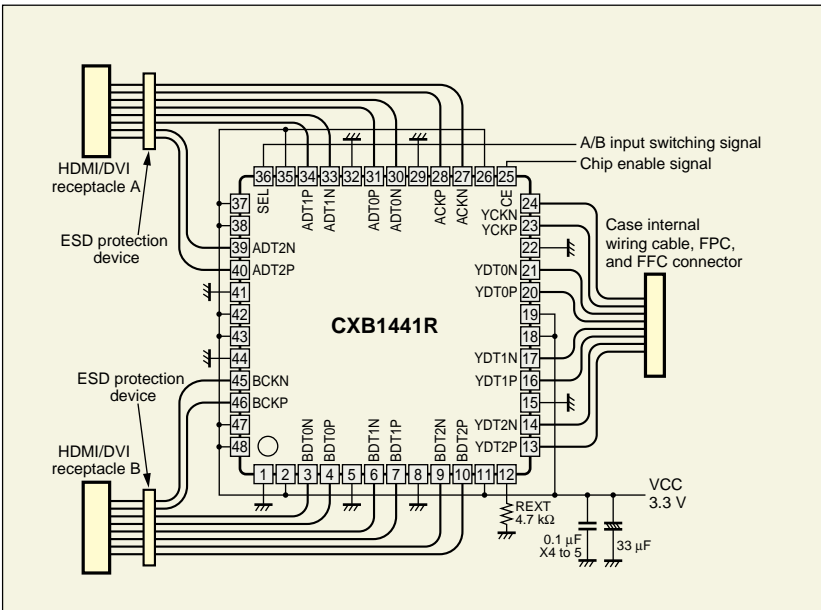 HDMI/DVI
receptacle A
ESD protection
device
A/B input switching signal
Chip enable signal
36 35 34 33 32 31 30 29 28 27 26 25
SEL
ADT1P
ADT1N
ADT0P
ADT0N
ACKP
ACKN
CE
37
38
39 ADT2N
40 ADT2P
41
42
43
44
45 BCKN
46 BCKP
47
48
CXB1441R
YCKN 24
YCKP 23
22
YDT0N 21
YDT0P 20
19
18
YDT1N 17
YDT1P 16
15
YDT2N 14
YDT2P 13
Case internal
wiring cable, FPC,
and FFC connector
ESD protection
device
HDMI/DVI
receptacle B
BDT0N
BDT0P
BDT1N
BDT1P
BDT2N
BDT2P
1 2 3 4 5 6 7 8 9 10 11 12
VCC
3.3 V
REXT
4.7 kΩ
0.1 µF
X4 to 5
33 µF